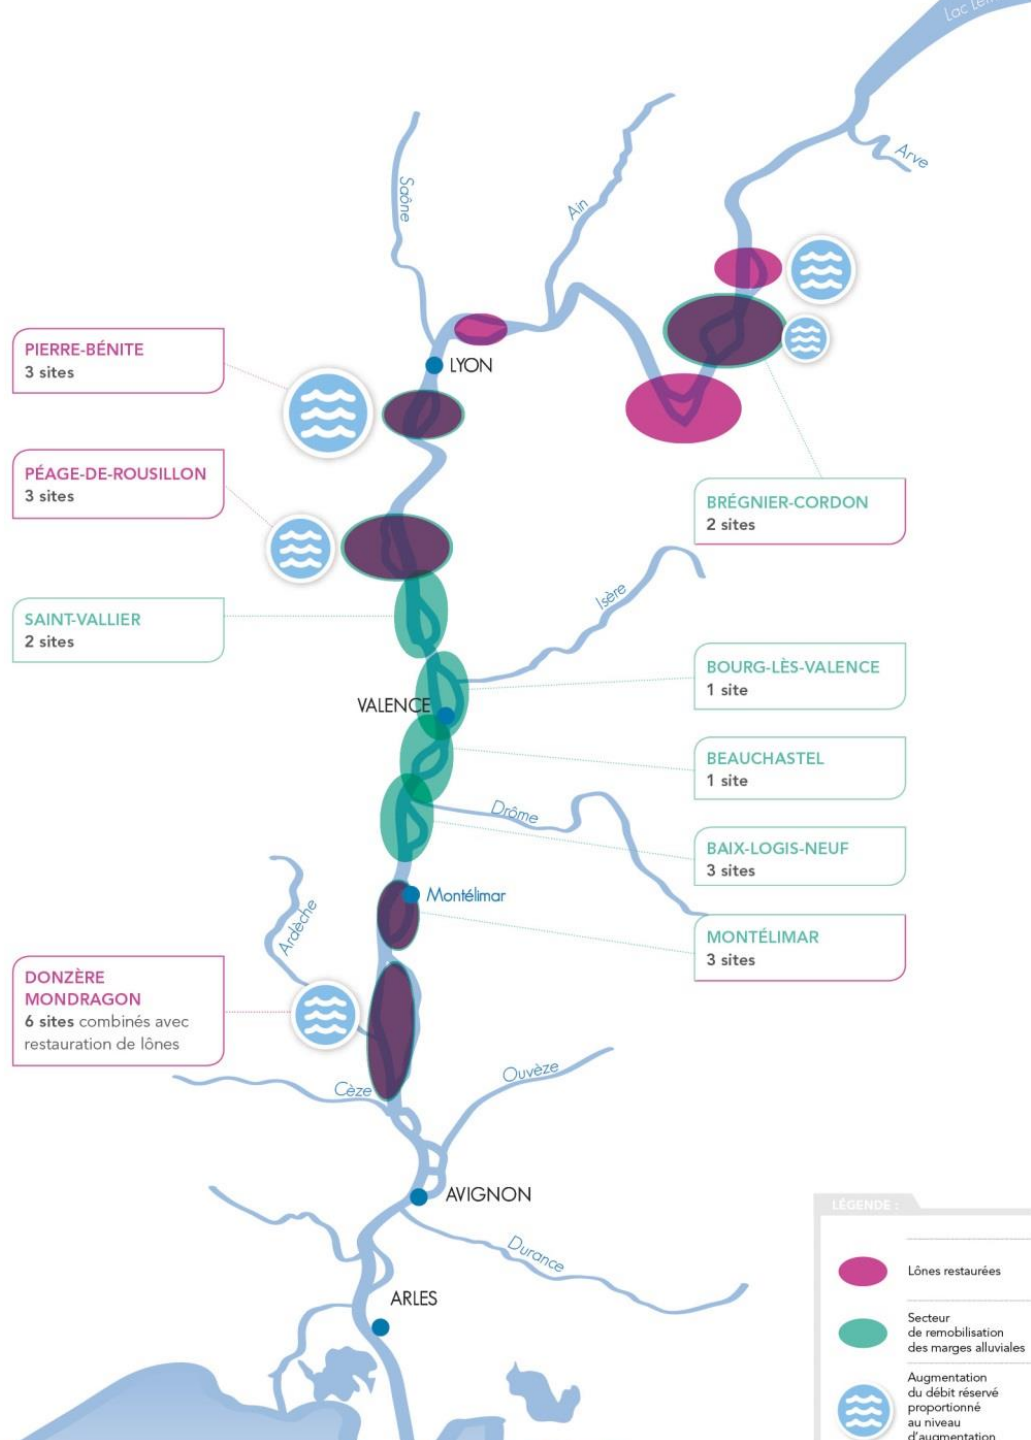 Arve
Saône
Ain
PIERRE-BÉNITE
3 sites
LYON
PÉAGE-DE-ROUSILLON
3 sites
BRÉGNIER-CORDON
2 sites
Isère
SAINT-VALLIER
2 sites
BOURG-LÈS-VALENCE
1 site
VALENCE
BEAUCHASTEL
1 site
Drôme
BAIX-LOGIS-NEUF
3 sites
Montélimar
Ardèche
MONTÉLIMAR
3 sites
DONZÈRE
MONDRAGON
6 sites combinés avec
restauration de lônes
Ouvèze
Cèze
AVIGNON
Durance
ARLES
LÉGENDE :
Lônes restaurées
Secteur
de remobilisation
des marges alluviales
Augmentation
du débit réservé
proportionné
au niveau
d'augmentation